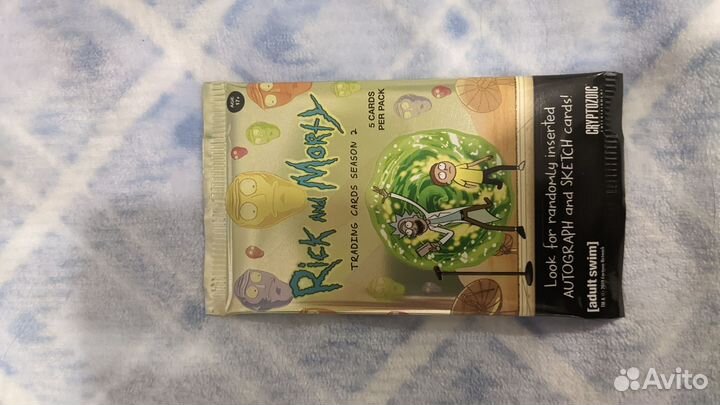 RICK AND MORTY
TRADING CARDS SEASON 2
5 CARDS
PER PACK
Look for randomly inserted
AUTOGRAPH and SKETCH cards!
[adult swim]
CRYPTOZOIC
Avito